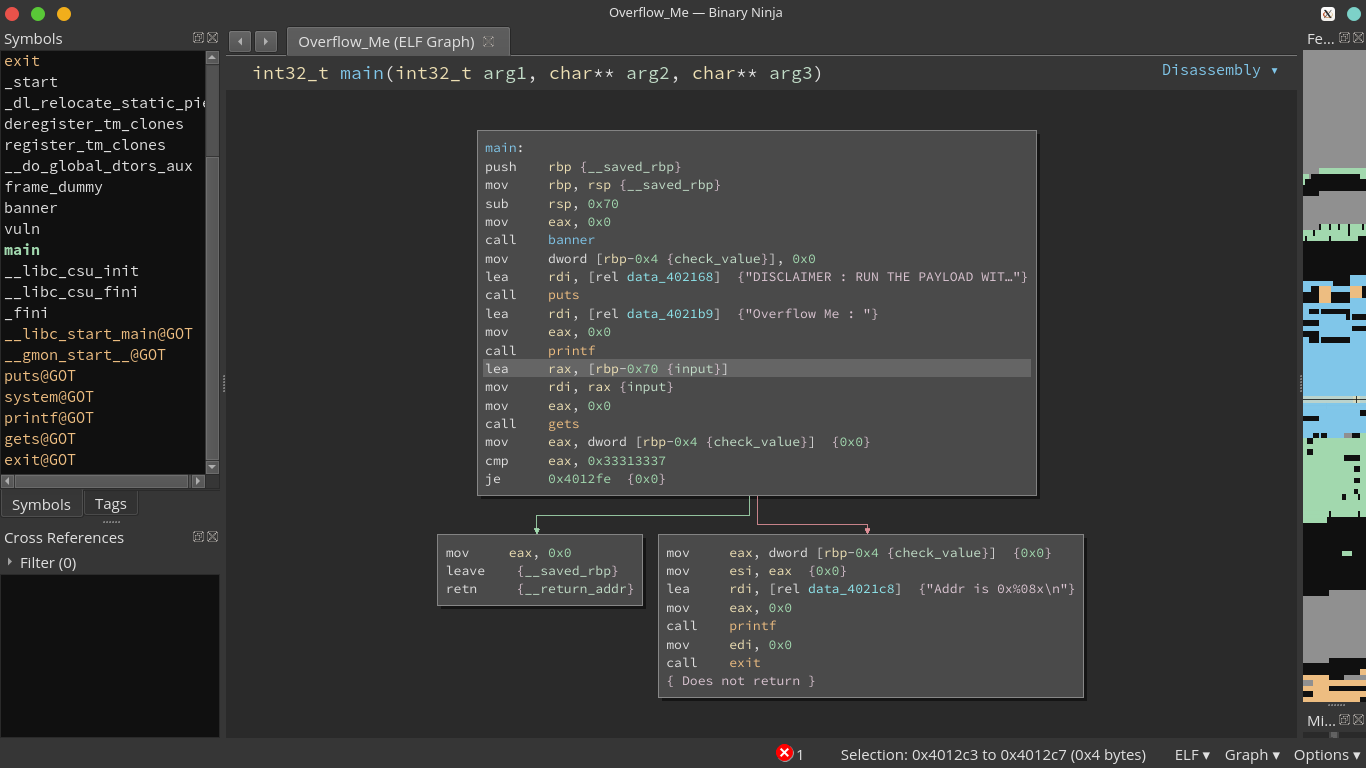 Overflow_Me — Binary Ninja
Symbols
exit
_start
_dl_relocate_static_pie
deregister_tm_clones
register_tm_clones
__do_global_dtors_aux
frame_dummy
banner
vuln
main
__libc_csu_init
__libc_csu_fini
_fini
__libc_start_main@GOT
__gmon_start__@GOT
puts@GOT
system@GOT
printf@GOT
gets@GOT
exit@GOT
Symbols
Tags
Cross References
Filter (0)
Overflow_Me (ELF Graph)
int32_t main(int32_t arg1, char** arg2, char** arg3)
Disassembly ▾
main:
push rbp {__saved_rbp}
mov rbp, rsp {__saved_rbp}
sub rsp, 0x70
mov eax, 0x0
call banner
mov dword [rbp-0x4 {check_value}], 0x0
lea rdi, [rel data_402168] {"DISCLAIMER : RUN THE PAYLOAD WIT…"}
call puts
lea rdi, [rel data_4021b9] {"Overflow Me : "}
mov eax, 0x0
call printf
lea rax, [rbp-0x70 {input}]
mov rdi, rax {input}
mov eax, 0x0
call gets
mov eax, dword [rbp-0x4 {check_value}] {0x0}
cmp eax, 0x33313337
je 0x4012fe {0x0}
mov eax, 0x0
leave {__saved_rbp}
retn {__return_addr}
mov eax, dword [rbp-0x4 {check_value}] {0x0}
mov esi, eax {0x0}
lea rdi, [rel data_4021c8] {"Addr is 0x%08x\n"}
mov eax, 0x0
call printf
mov edi, 0x0
call exit
{ Does not return }
Fe...
Mi...
1
Selection: 0x4012c3 to 0x4012c7 (0x4 bytes)
ELF ▾
Graph ▾
Options ▾